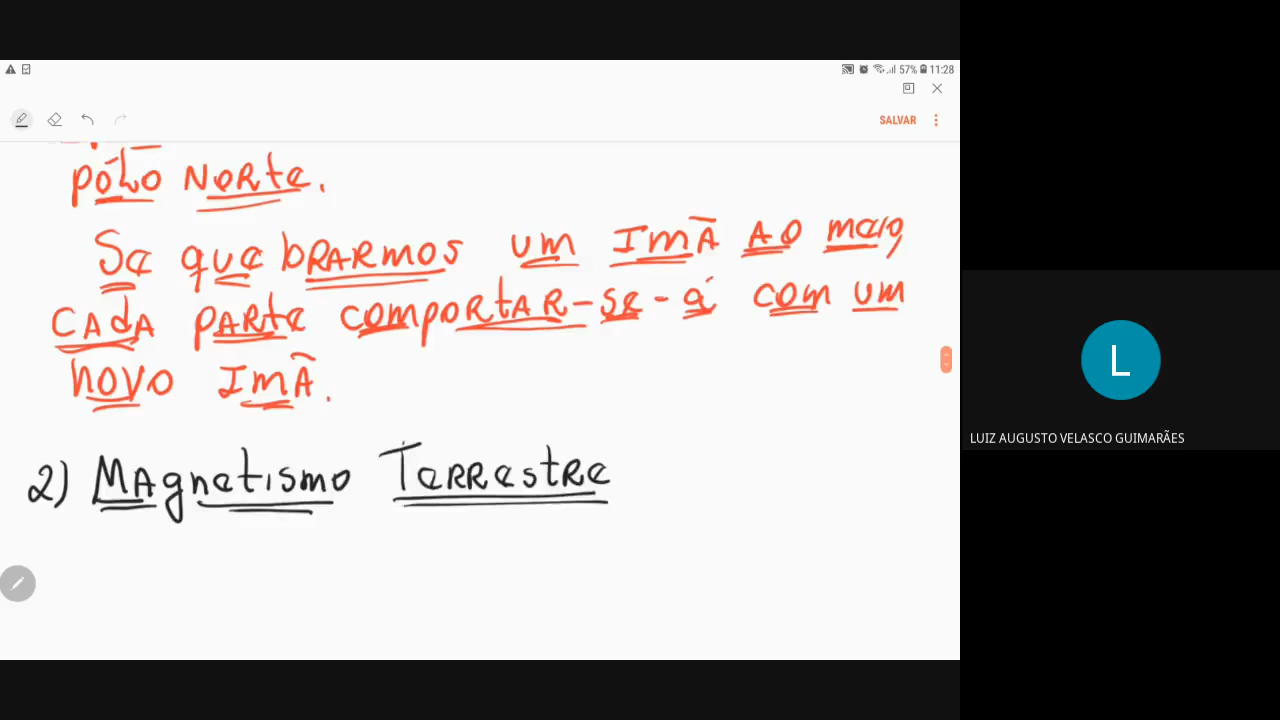 57% 11:28
SALVAR
pólo Norte.
Se quebrarmos um Imã ao meio,
cada parte comportar-se-á com um
novo Imã.
2) Magnetismo Terrestre
L
LUIZ AUGUSTO VELASCO GUIMARÃES